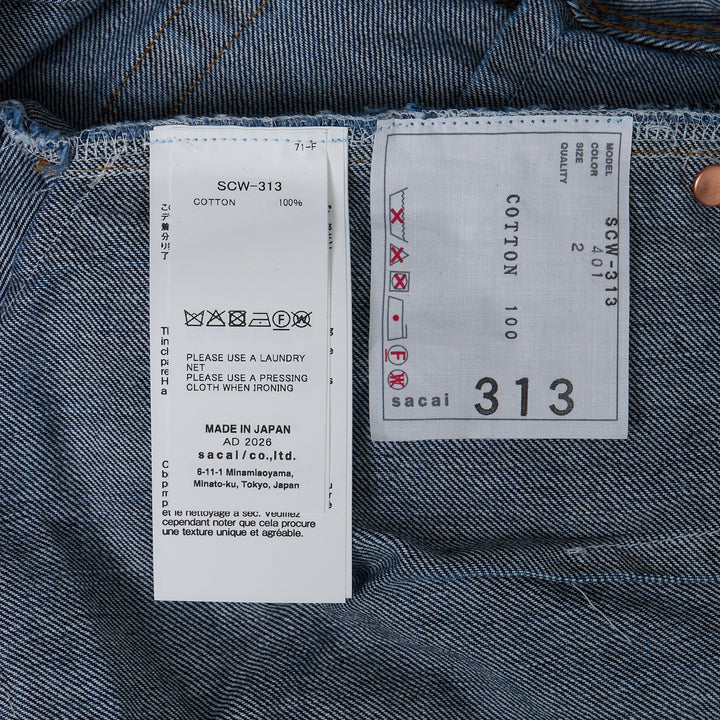 71-F
SCW-313
COTTON 100%
PLEASE USE A LAUNDRY
NET
PLEASE USE A PRESSING
CLOTH WHEN IRONING
MADE IN JAPAN
AD 2026
sacai/co.,ltd.
6-11-1 Minamiaoyama,
Minato-ku, Tokyo, Japan
et le nettoyage à sec. Veuillez
cependant noter que cela procure
une texture unique et agréable.
MODEL SCW-313
COLOR 401
SIZE 2
QUALITY
COTTON 100
F
W
sacai 313